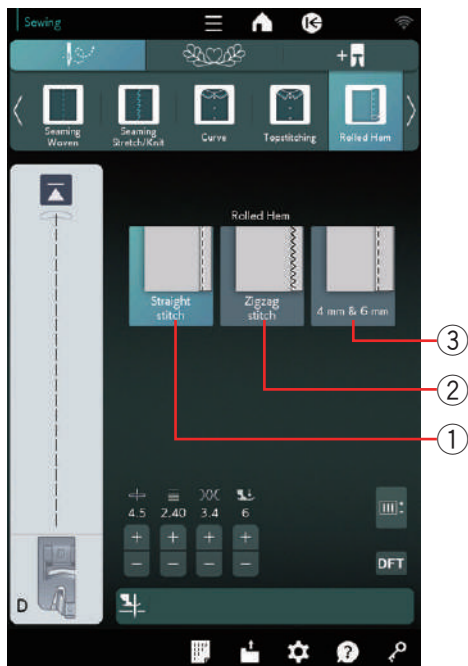 Sewing
Seaming Woven
Seaming Stretch/Knit
Curve
Topstitching
Rolled Hem
Rolled Hem
Straight stitch
Zigzag stitch
4 mm & 6 mm
③
②
①
4.5 2.40 3.4 6
+ + + +
− − − −
DFT
D